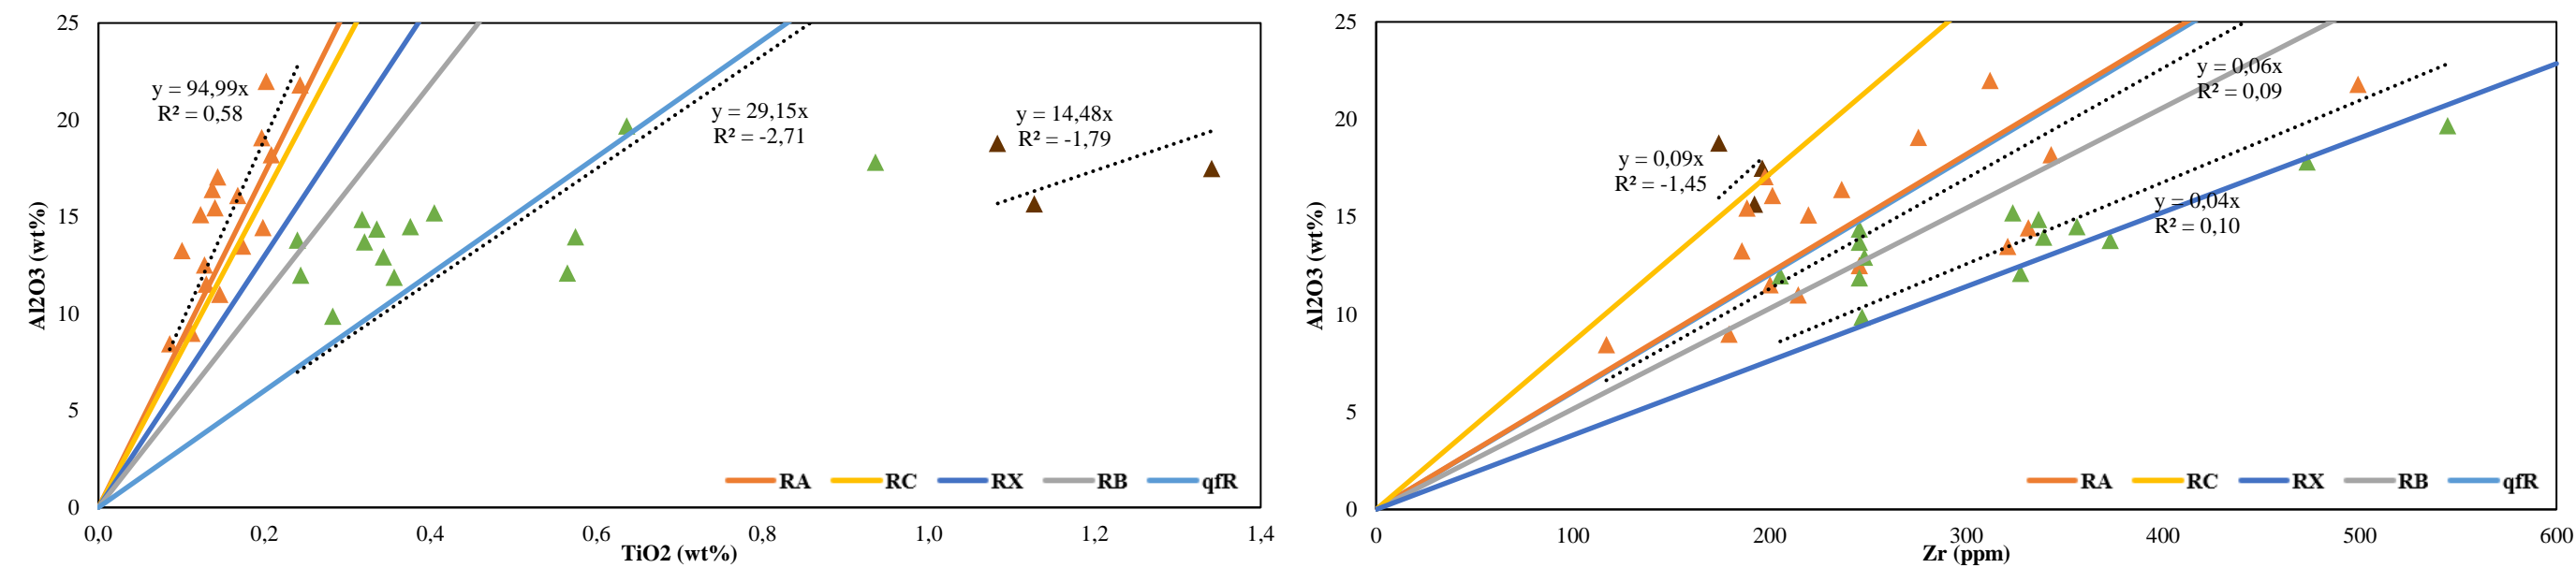 25
20
15
10
5
0
Al2O3 (wt%)
y = 94,99x
R² = 0,58
y = 29,15x
R² = -2,71
y = 14,48x
R² = -1,79
RA RC RX RB qfR
0,0 0,2 0,4 0,6 0,8 1,0 1,2 1,4
TiO2 (wt%)
25
20
15
10
5
0
Al2O3 (wt%)
y = 0,09x
R² = -1,45
y = 0,06x
R² = 0,09
y = 0,04x
R² = 0,10
RA RC RX RB qfR
0 100 200 300 400 500 600
Zr (ppm)